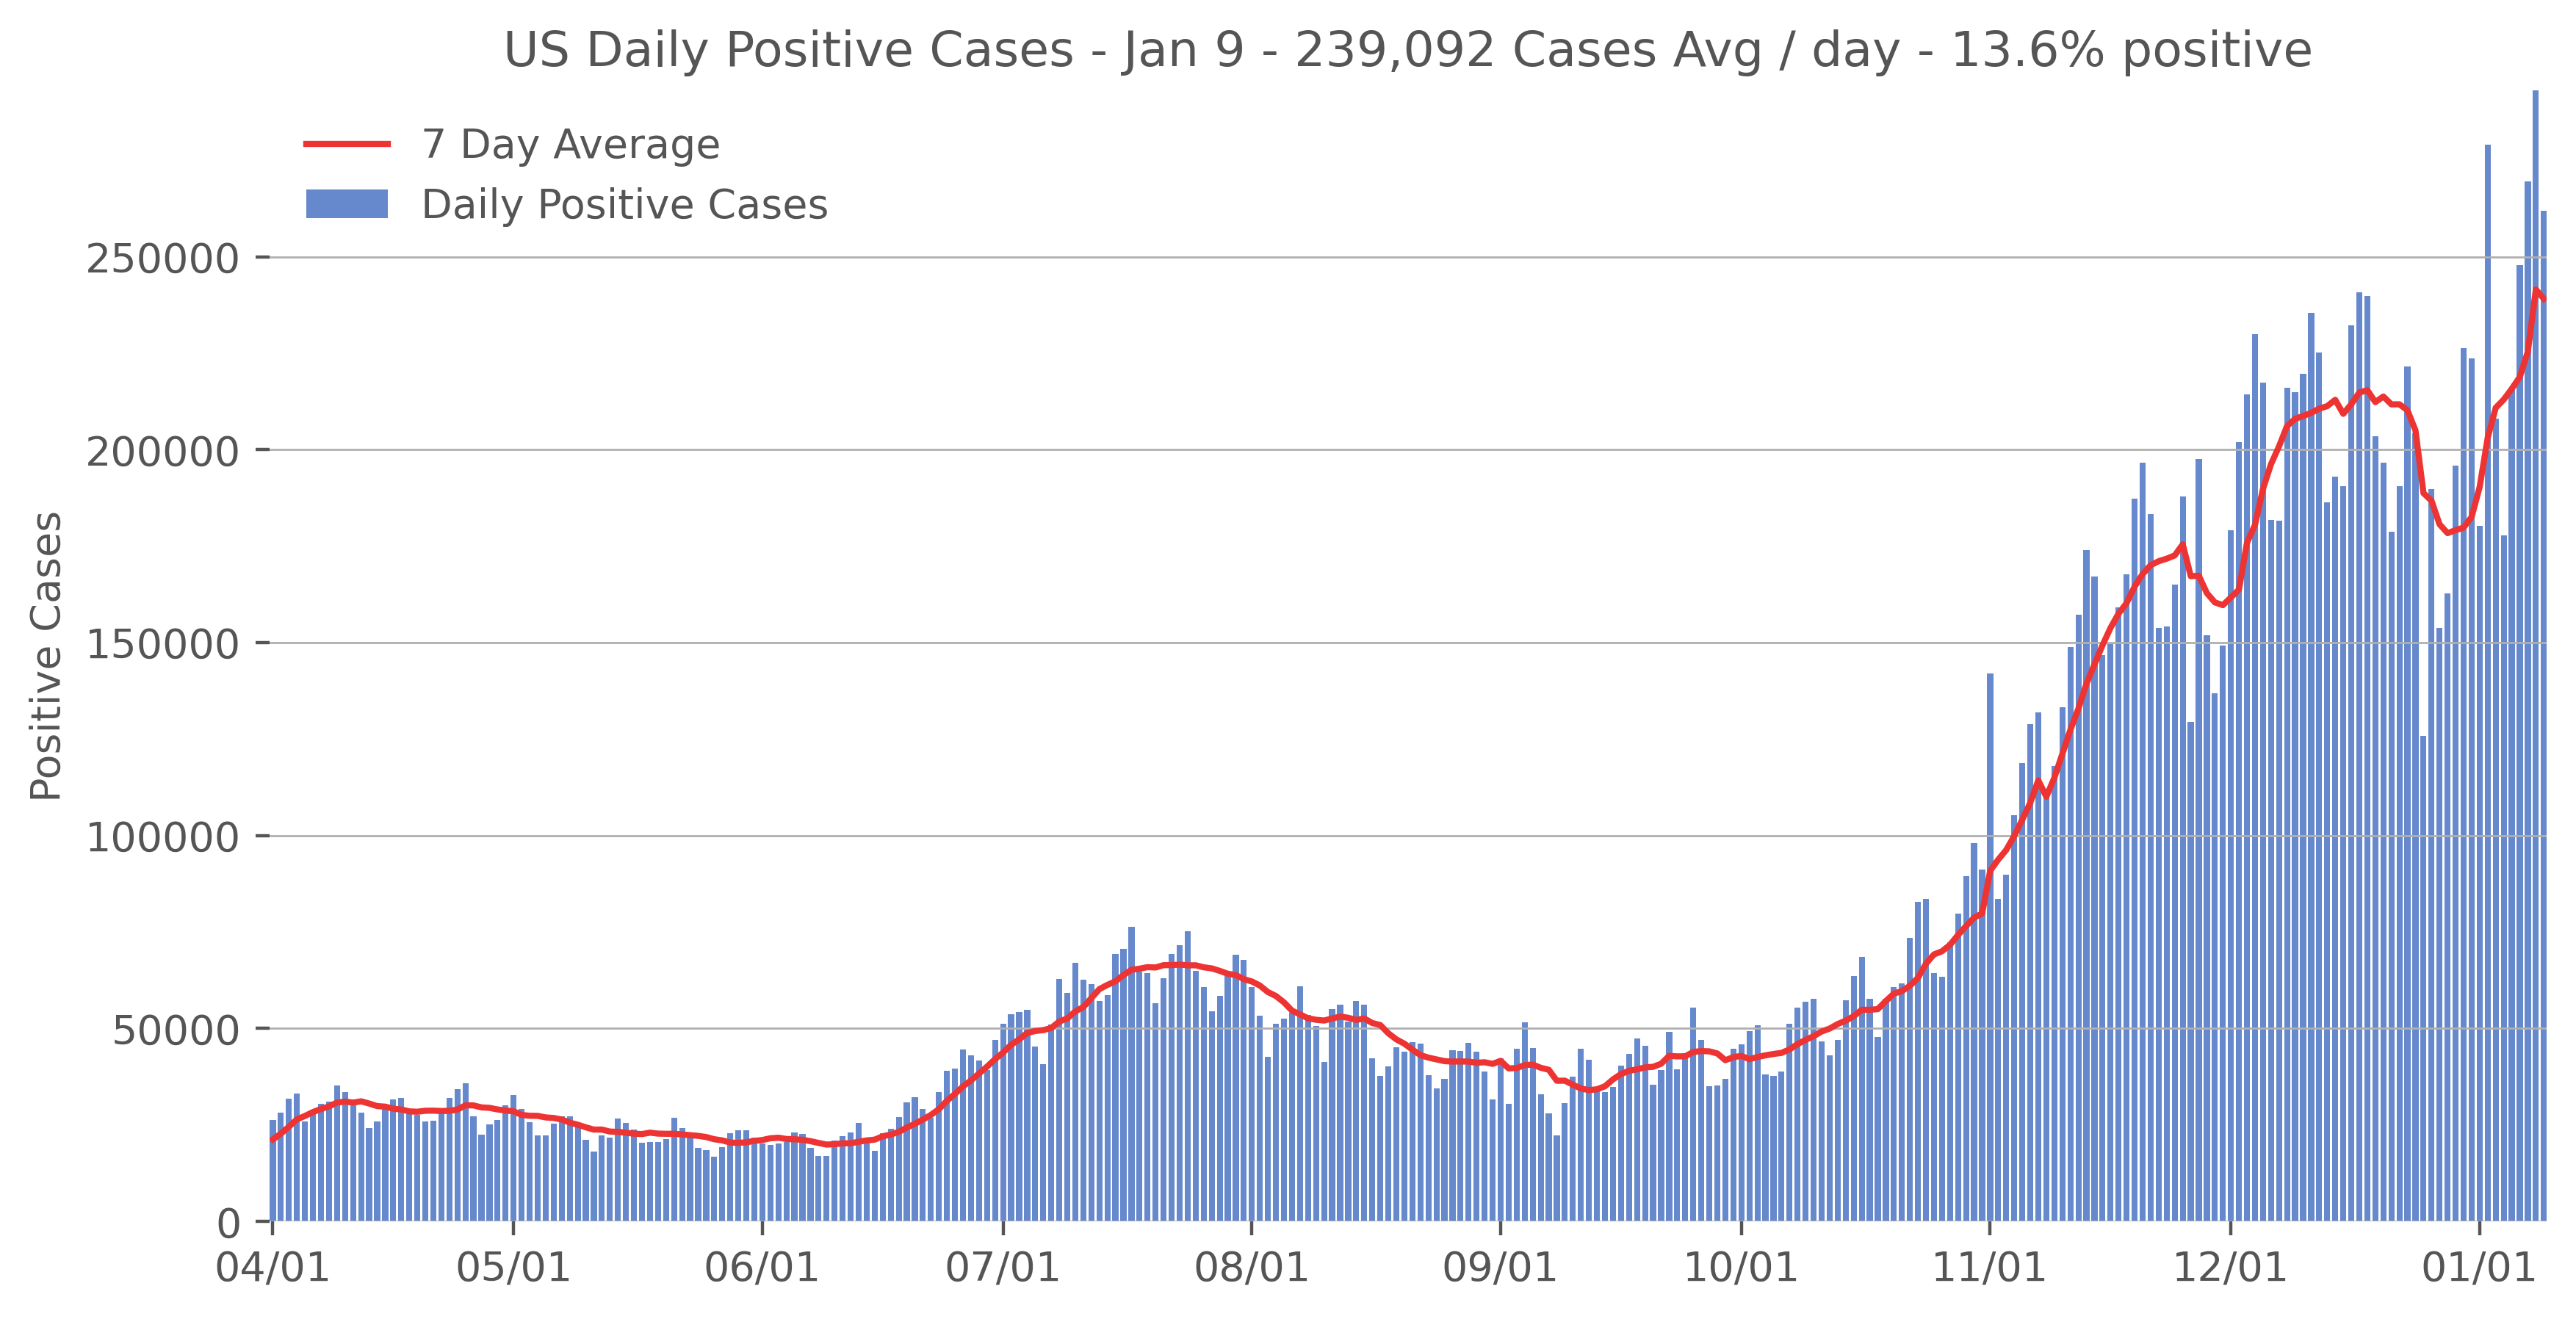 US Daily Positive Cases - Jan 9 - 239,092 Cases Avg / day - 13.6% positive
7 Day Average
Daily Positive Cases
250000
200000
150000
100000
50000
0
Positive Cases
04/01 05/01 06/01 07/01 08/01 09/01 10/01 11/01 12/01 01/01